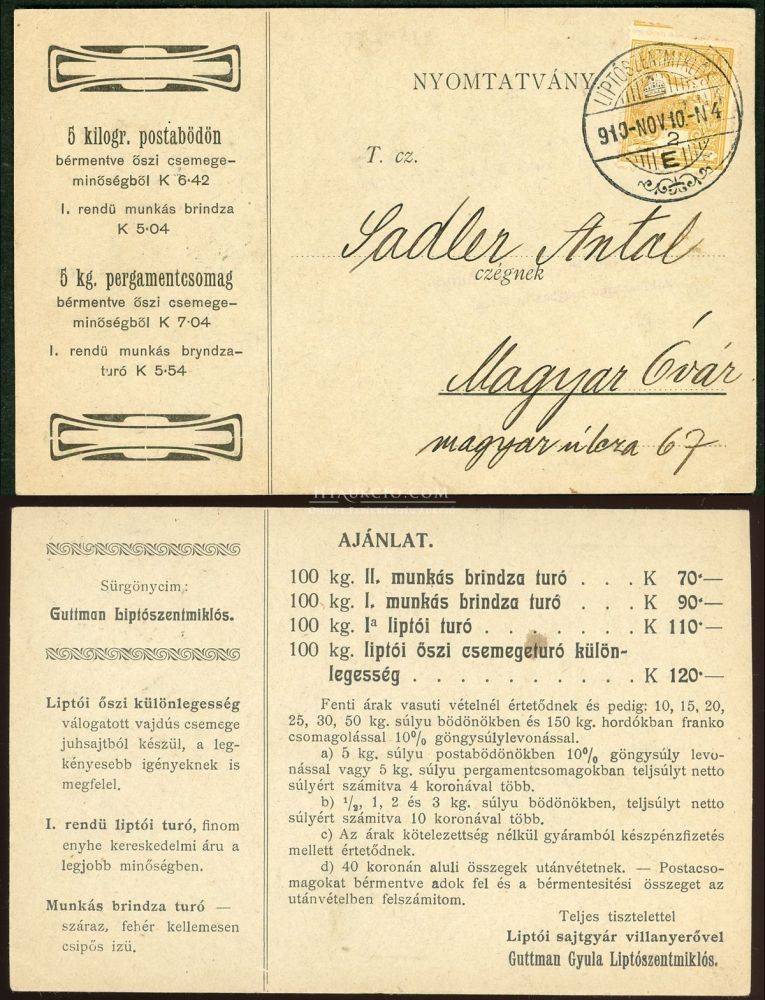 5 kilogr. postabödön
bérmentve őszi csemege-
minőségből K 6·42
I. rendü munkás brindza
K 5·04
5 kg. pergamentcsomag
bérmentve őszi csemege-
minőségből K 7·04
I. rendü munkás bryndza-
turó K 5·54
NYOMTATVÁNY
910-NOV.10.-N4
2
E
T. cz.
Sadler Antal
czégnek
Magyar Óvár
magyar útcza 67
Sürgönycim:
Guttman Liptószentmiklós.
Liptói őszi különlegesség
válogatott vajdús csemege
juhsajtból készül, a leg-
kényesebb igényeknek is
megfelel.
I. rendü liptói turó, finom
enyhe kereskedelmi áru a
legjobb minőségben.
Munkás brindza turó —
száraz, fehér kellemesen
csipős izü.
AJÁNLAT.
100 kg. II. munkás brindza turó . . . K 70·—
100 kg. I. munkás brindza turó . . . K 90·—
100 kg. Iª liptói turó . . . . . . . . K 110·—
100 kg. liptói őszi csemegeturó külön-
legesség . . . . . . . . . . . K 120·—
Fenti árak vasuti vételnél értetődnek és pedig: 10, 15, 20,
25, 30, 50 kg. súlyu bödönökben és 150 kg. hordókban franko
csomagolással 10% göngysúlylevonással.
a) 5 kg. súlyu postabödönökben 10% göngysúly levo-
nással vagy 5 kg. súlyu pergamentcsomagokban teljsúlyt netto
súlyért számitva 4 koronával több.
b) ½, 1, 2 és 3 kg. súlyu bödönökben, teljsúlyt netto
súlyért számitva 10 koronával több.
c) Az árak kötelezettség nélkül gyáramból készpénzfizetés
mellett értetődnek.
d) 40 koronán aluli összegek utánvétetnek. — Postacso-
magokat bérmentve adok fel és a bérmentesitési összeget az
utánvételben felszámitom.
Teljes tisztelettel
Liptói sajtgyár villanyerővel
Guttman Gyula Liptószentmiklós.